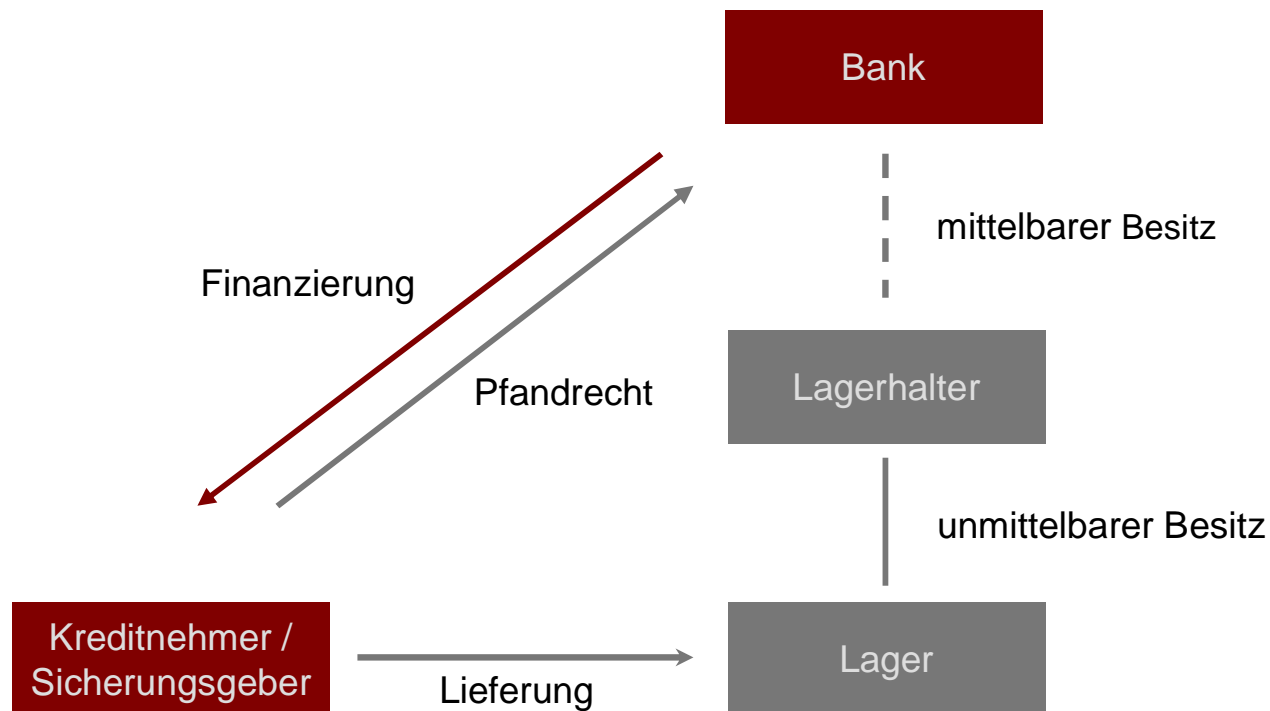 Bank
mittelbarer Besitz
Finanzierung
Pfandrecht
Lagerhalter
unmittelbarer Besitz
Kreditnehmer /
Sicherungsgeber
Lieferung
Lager